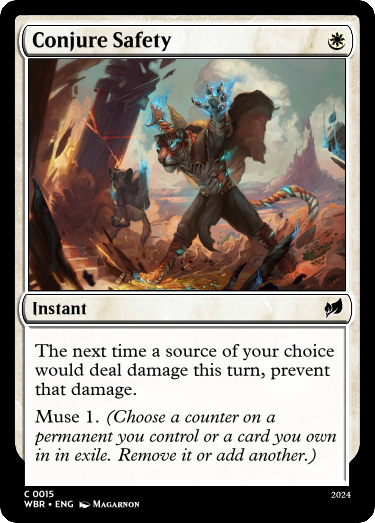 Conjure Safety
Instant
The next time a source of your choice
would deal damage this turn, prevent
that damage.
Muse 1. (Choose a counter on a
permanent you control or a card you own
in in exile. Remove it or add another.)
C 0015
2024
WBR • ENG Magarnon